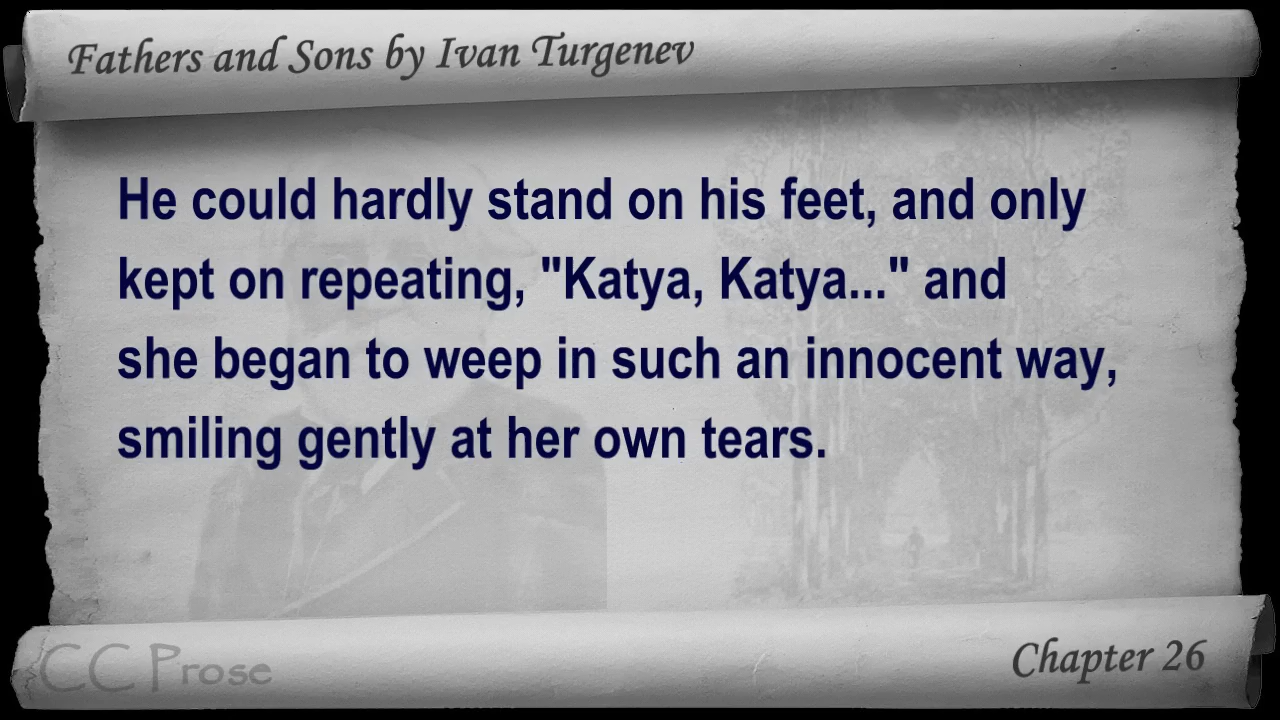 Fathers and Sons by Ivan Turgenev
He could hardly stand on his feet, and only
kept on repeating, "Katya, Katya..." and
she began to weep in such an innocent way,
smiling gently at her own tears.
CC Prose
Chapter 26